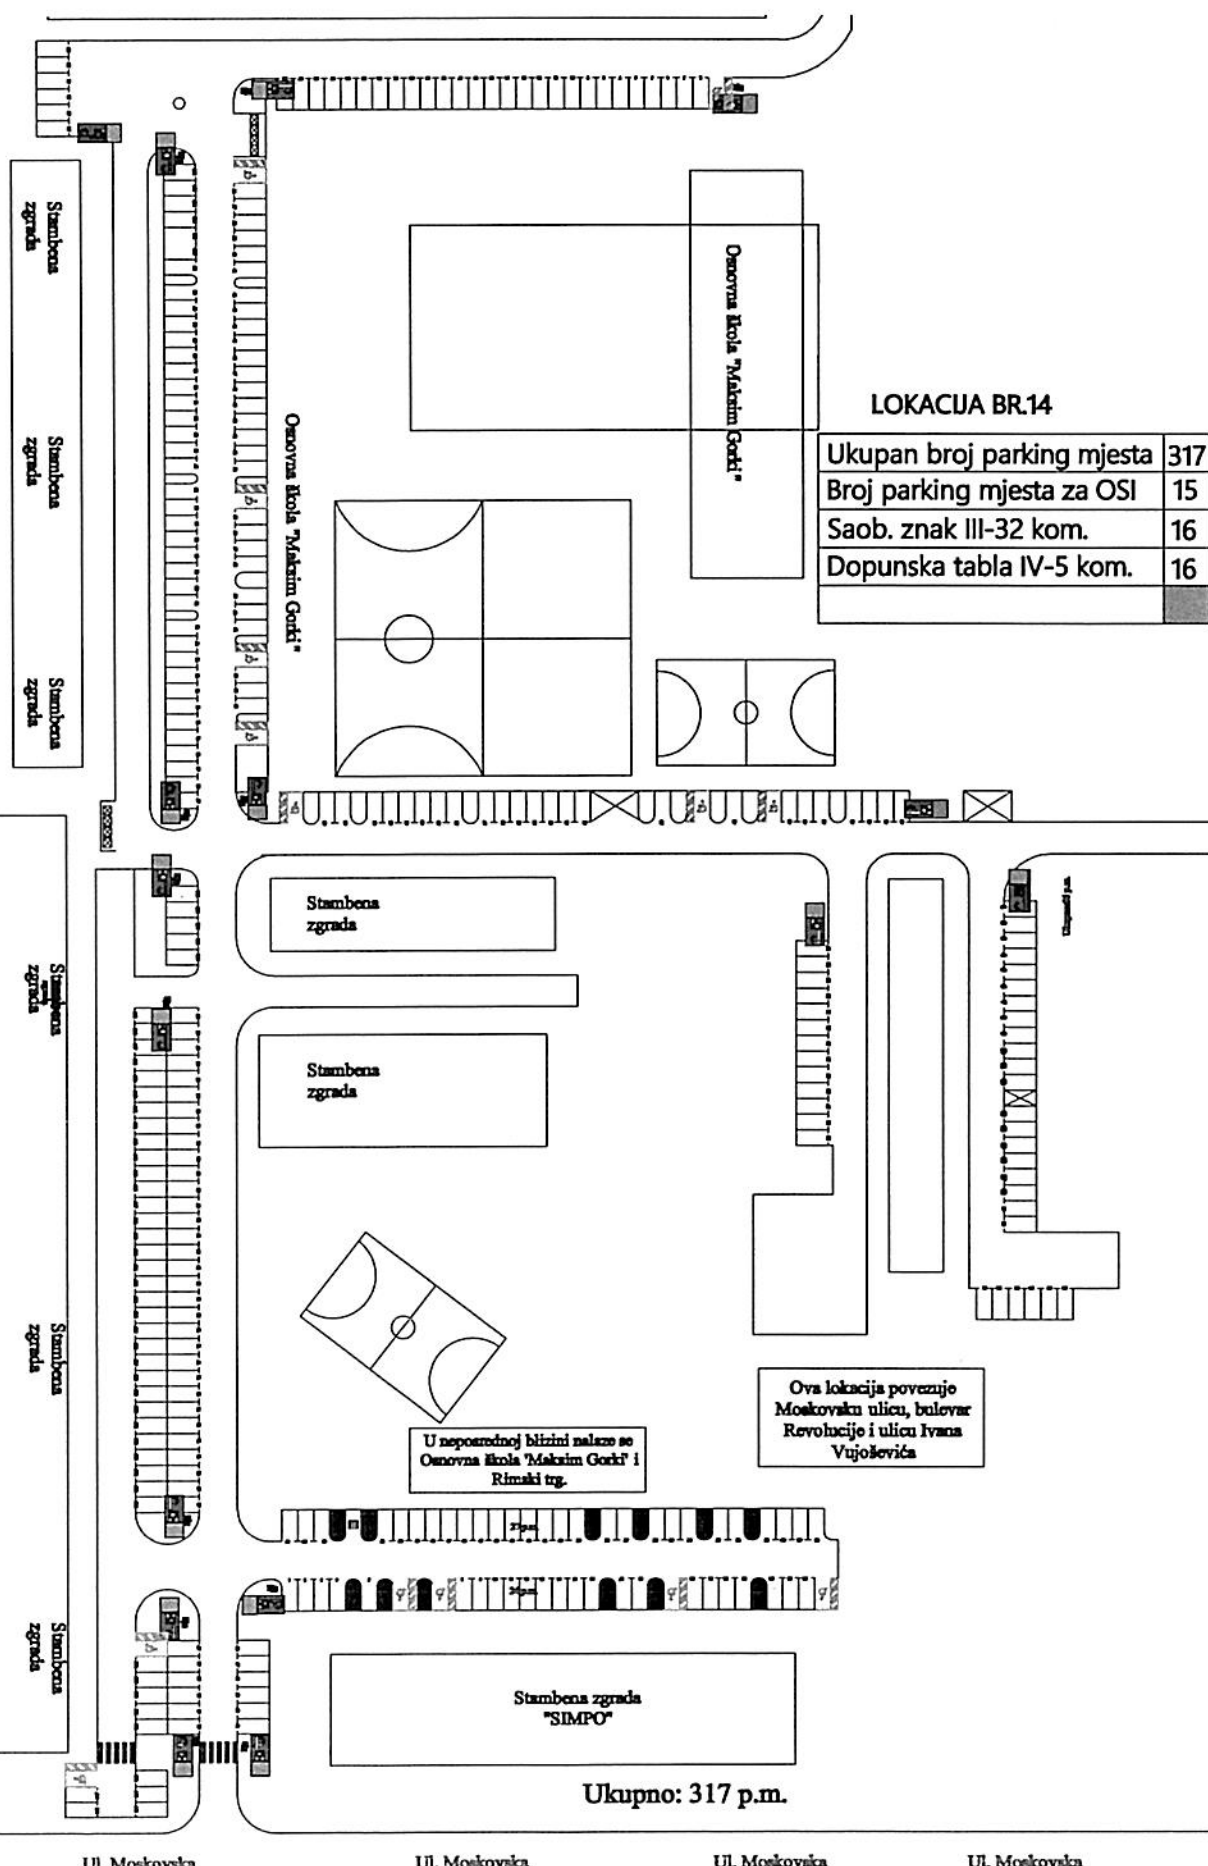 Stambena
zgrada
Stambena
zgrada
Stambena
zgrada
Osnovna škola "Maksim Gorki"
Osnovna škola "Maksim Gorki"
LOKACIJA BR.14
Ukupan broj parking mjesta 317
Broj parking mjesta za OSI 15
Saob. znak III-32 kom. 16
Dopunska tabla IV-5 kom. 16
Stambena
zgrada
Stambena
zgrada
Stambena
zgrada
Stambena
zgrada
Stambena
zgrada
Ova lokacija povezuje
Moskovsku ulicu, bulevar
Revolucije i ulicu Ivana
Vujoševića
U neposrednoj blizini nalaze se
Osnovna škola 'Maksim Gorki' i
Rimski trg.
27p.m.
26p.m.
Stambena zgrada
"SIMPO"
Ukupno: 317 p.m.
Ul. Moskovska
Ul. Moskovska
Ul. Moskovska
Ul. Moskovska